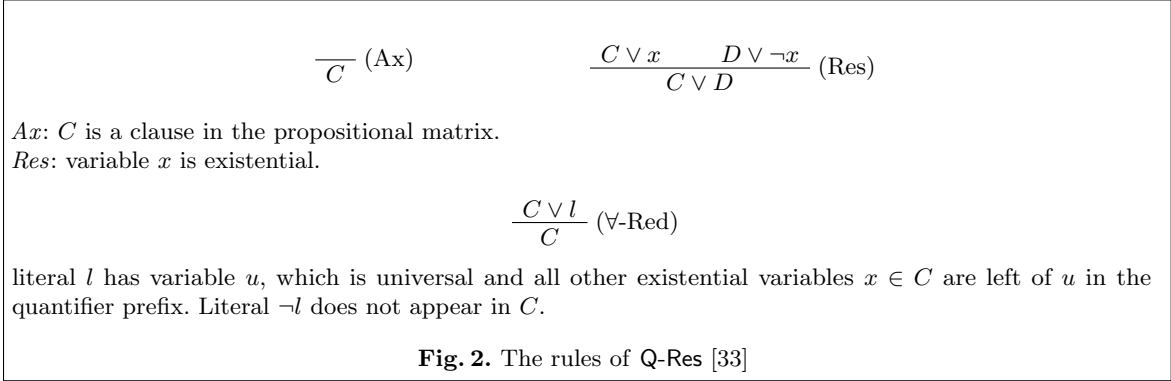 —— (Ax)
C
C ∨ x    D ∨ ¬x
—————— (Res)
C ∨ D
Ax: C is a clause in the propositional matrix.
Res: variable x is existential.
C ∨ l
—— (∀-Red)
C
literal l has variable u, which is universal and all other existential variables x ∈ C are left of u in the
quantifier prefix. Literal ¬l does not appear in C.
Fig. 2. The rules of Q-Res [33]